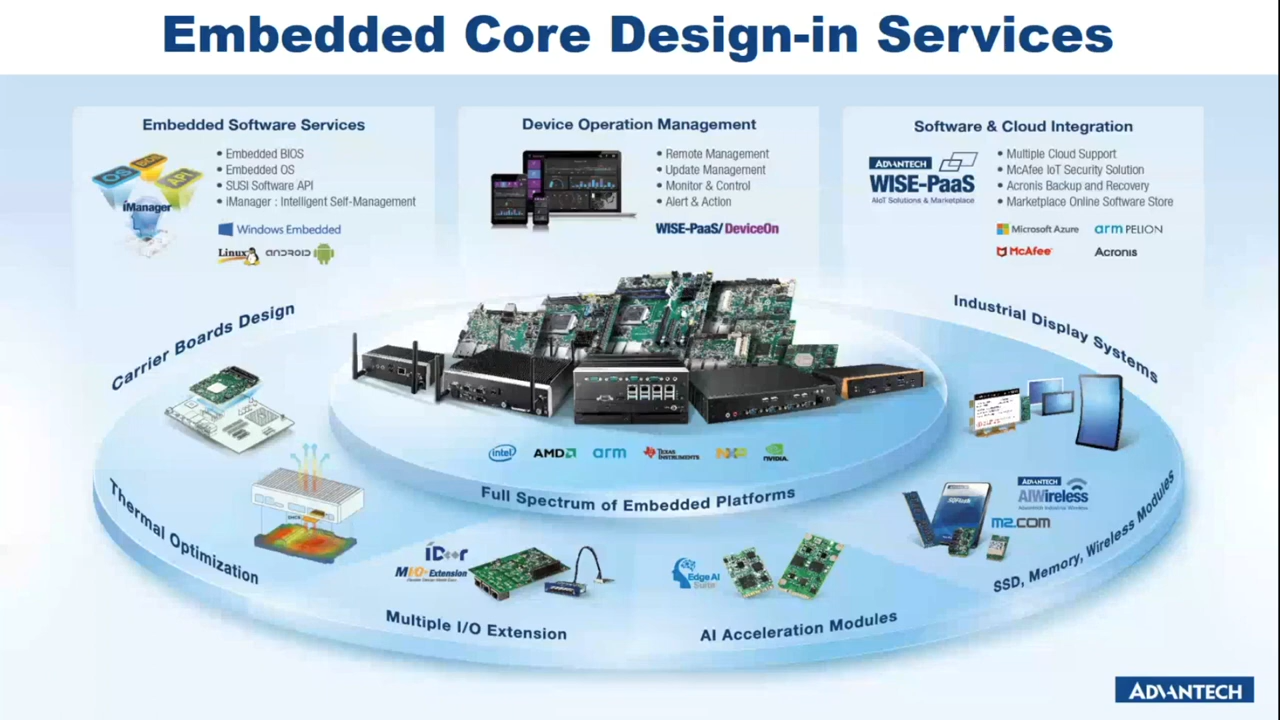 Embedded Core Design-in Services
Embedded Software Services
OS
BIOS
API
iManager
• Embedded BIOS
• Embedded OS
• SUSI Software API
• iManager : Intelligent Self-Management
Windows Embedded
Linux
android
Device Operation Management
• Remote Management
• Update Management
• Monitor & Control
• Alert & Action
WISE-PaaS/ DeviceOn
Software & Cloud Integration
ADVANTECH
WISE-PaaS
AIoT Solutions & Marketplace
• Multiple Cloud Support
• McAfee IoT Security Solution
• Acronis Backup and Recovery
• Marketplace Online Software Store
Microsoft Azure
arm PELION
McAfee
Acronis
Carrier Boards Design
Industrial Display Systems
intel
AMD
arm
TEXAS INSTRUMENTS
NXP
NVIDIA
Full Spectrum of Embedded Platforms
Thermal Optimization
iDoor
MI/O-Extension
Multiple I/O Extension
Edge AI
Suite
AI Acceleration Modules
SQFlash
ADVANTECH
AIWireless
Advantech Industrial Wireless
M2.COM
SSD, Memory, Wireless Modules
ADVANTECH